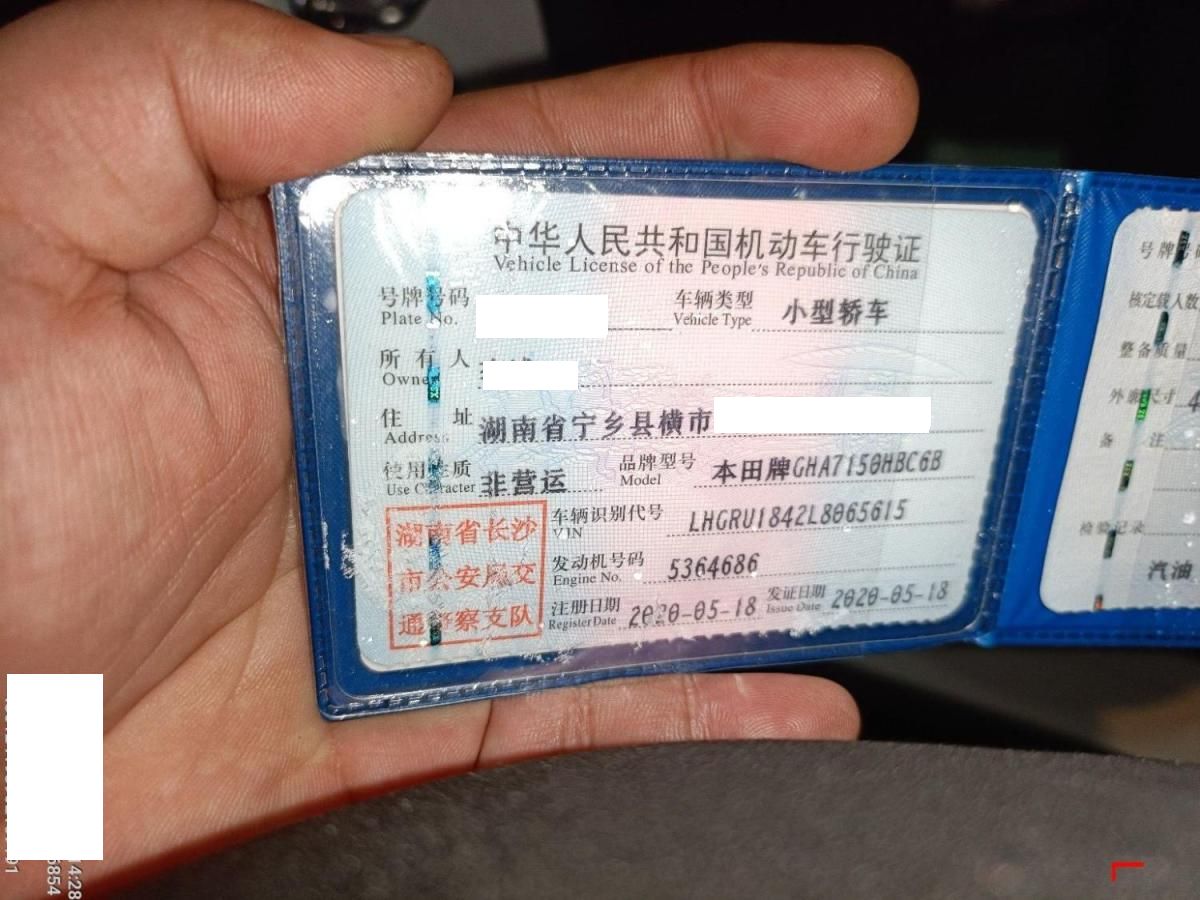 中华人民共和国机动车行驶证
Vehicle License of the People's Republic of China
号牌号码
Plate No.
车辆类型 小型轿车
Vehicle Type
所有人
Owner
住址 湖南省宁乡县横市
Address
使用性质 非营运
Use Character
品牌型号 本田牌GHA7150HBC6B
Model
湖南省长沙
市公安局交
通警察支队
车辆识别代号 LHGRU1842L8065615
VIN
发动机号码 5364686
Engine No.
注册日期 2020-05-18
Register Date
发证日期 2020-05-18
Issue Date
号牌号码
核定载人数
整备质量
外廓尺寸 4
备注
检验记录
汽油
14:28
6854